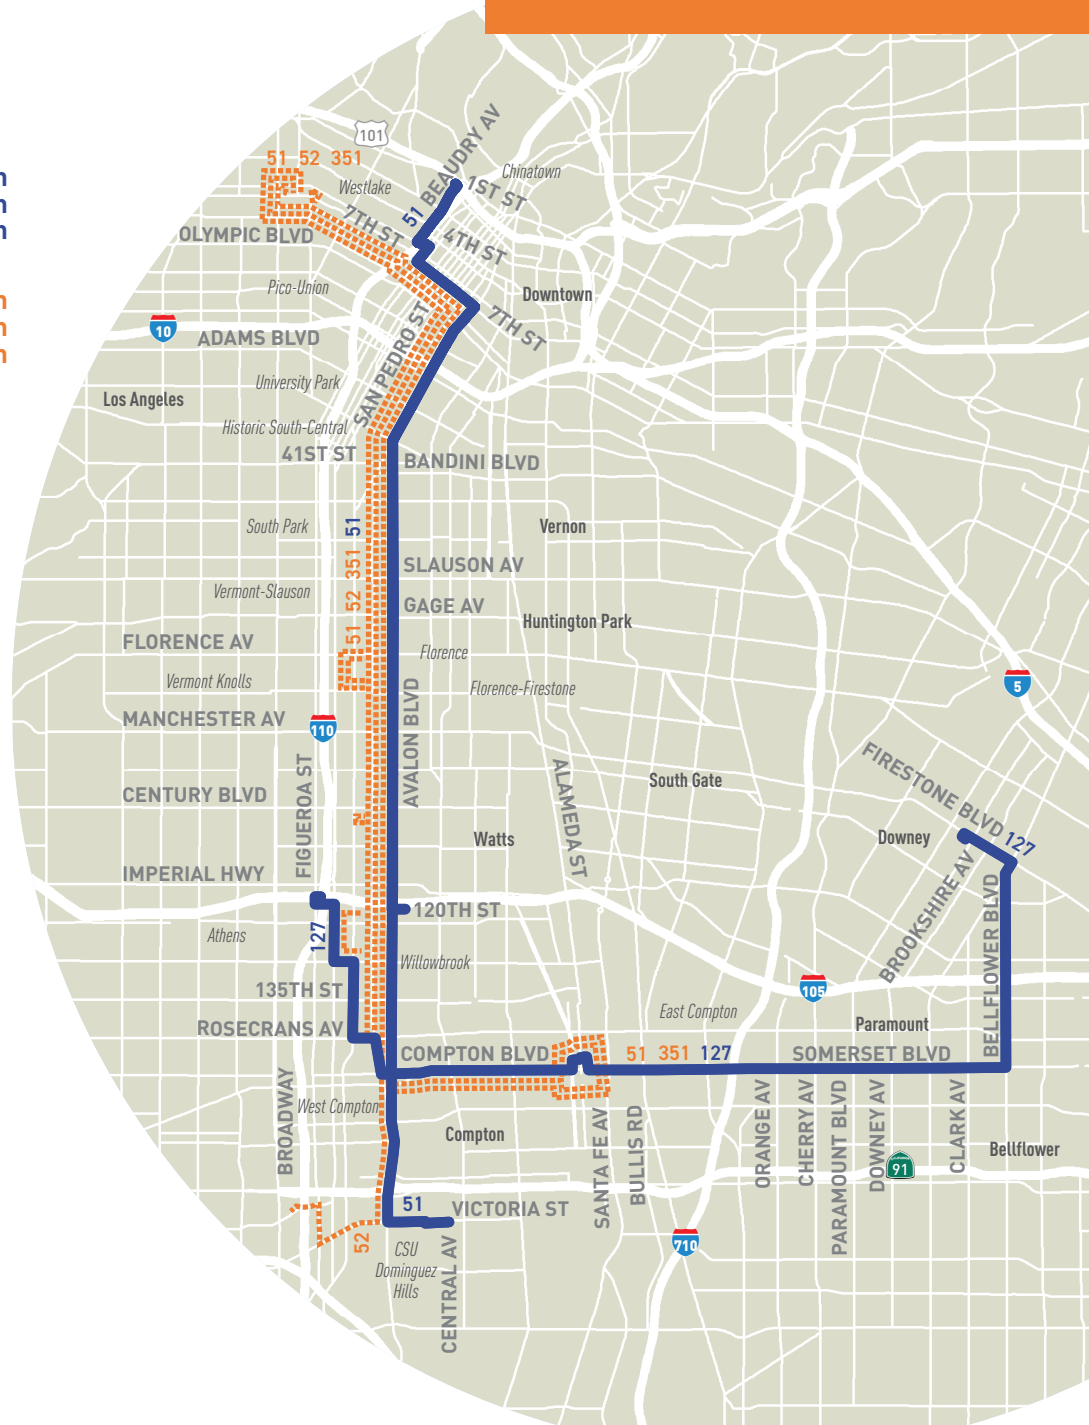 101
BEAUDRY AV
Chinatown
51 52 351
Westlake
1ST ST
n
n
n
51
7TH ST
4TH ST
OLYMPIC BLVD
Pico-Union
Downtown
n
n
n
10
ADAMS BLVD
SAN PEDRO ST
7TH ST
University Park
Los Angeles
Historic South-Central
41ST ST
BANDINI BLVD
South Park
51
Vernon
351
SLAUSON AV
Vermont-Slauson
52
GAGE AV
Huntington Park
51
FLORENCE AV
Florence
Vermont Knolls
Florence-Firestone
5
MANCHESTER AV
110
AVALON BLVD
FIGUEROA ST
ALAMEDA ST
South Gate
FIRESTONE BLVD
127
CENTURY BLVD
Watts
Downey
IMPERIAL HWY
BROOKSHIRE AV
BELLFLOWER BLVD
120TH ST
127
Athens
Willowbrook
135TH ST
105
East Compton
Paramount
ROSECRANS AV
COMPTON BLVD
51 351 127
SOMERSET BLVD
BROADWAY
West Compton
Compton
SANTA FE AV
BULLIS RD
ORANGE AV
CHERRY AV
PARAMOUNT BLVD
DOWNEY AV
CLARK AV
Bellflower
CALIFORNIA
91
51
VICTORIA ST
52
CSU
Dominguez
Hills
CENTRAL AV
710